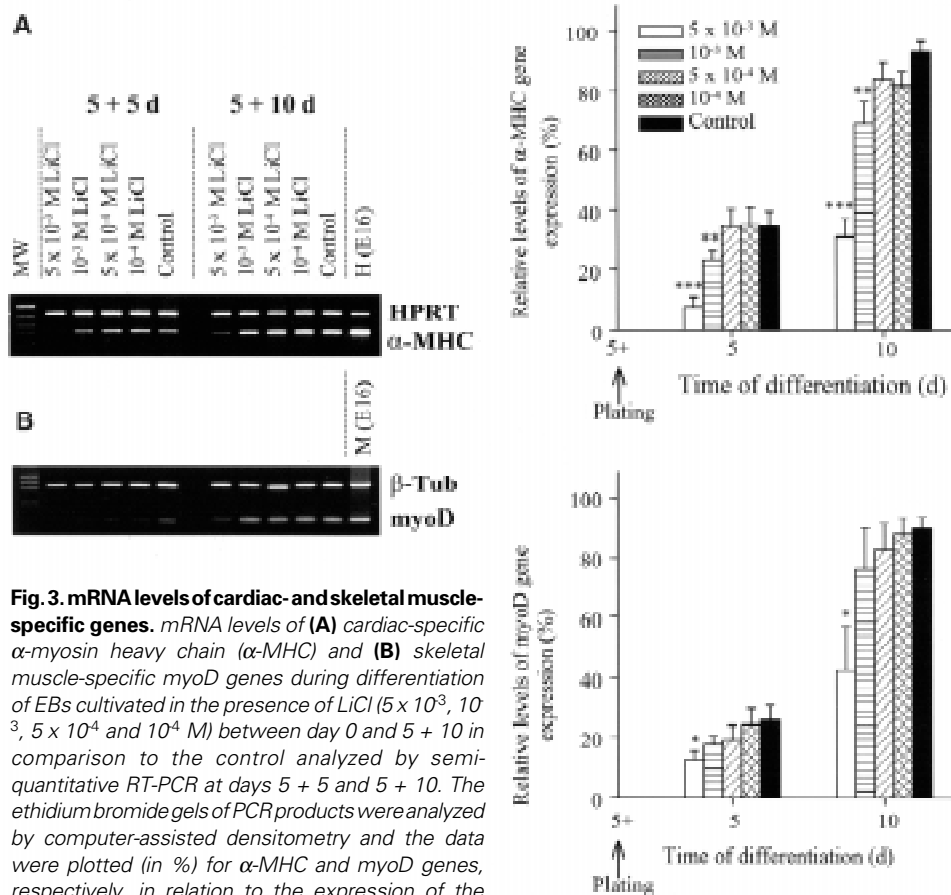 A
5 + 5 d
5 + 10 d
MW
5 x 10⁻³ M LiCl
10⁻³ M LiCl
5 x 10⁻⁴ M LiCl
10⁻⁴ M LiCl
Control
5 x 10⁻³ M LiCl
10⁻³ M LiCl
5 x 10⁻⁴ M LiCl
10⁻⁴ M LiCl
Control
H (E16)
HPRT
α-MHC
B
M (E16)
β-Tub
myoD
Fig. 3. mRNA levels of cardiac- and skeletal muscle-
specific genes. mRNA levels of (A) cardiac-specific
α-myosin heavy chain (α-MHC) and (B) skeletal
muscle-specific myoD genes during differentiation
of EBs cultivated in the presence of LiCl (5 x 10⁻³, 10⁻
³, 5 x 10⁻⁴ and 10⁻⁴ M) between day 0 and 5 + 10 in
comparison to the control analyzed by semi-
quantitative RT-PCR at days 5 + 5 and 5 + 10. The
ethidium bromide gels of PCR products were analyzed
by computer-assisted densitometry and the data
were plotted (in %) for α-MHC and myoD genes,
respectively, in relation to the expression of the
Relative levels of α-MHC gene
expression (%)
100
80
60
40
20
0
5 x 10⁻³ M
10⁻³ M
5 x 10⁻⁴ M
10⁻⁴ M
Control
***
**
***
**
5+
5
10
Time of differentiation (d)
Plating
Relative levels of myoD gene
expression (%)
100
80
60
40
20
0
*
*
5+
5
10
Time of differentiation (d)
Plating